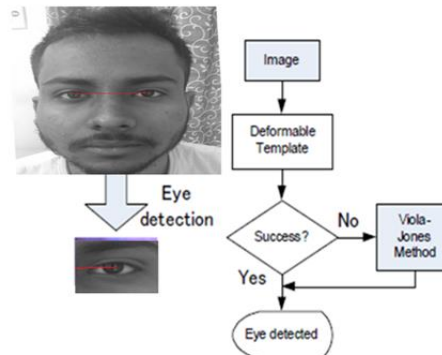 Image
Deformable
Template
Eye
detection
Success?
No
Viola-
Jones
Method
Yes
Eye detected